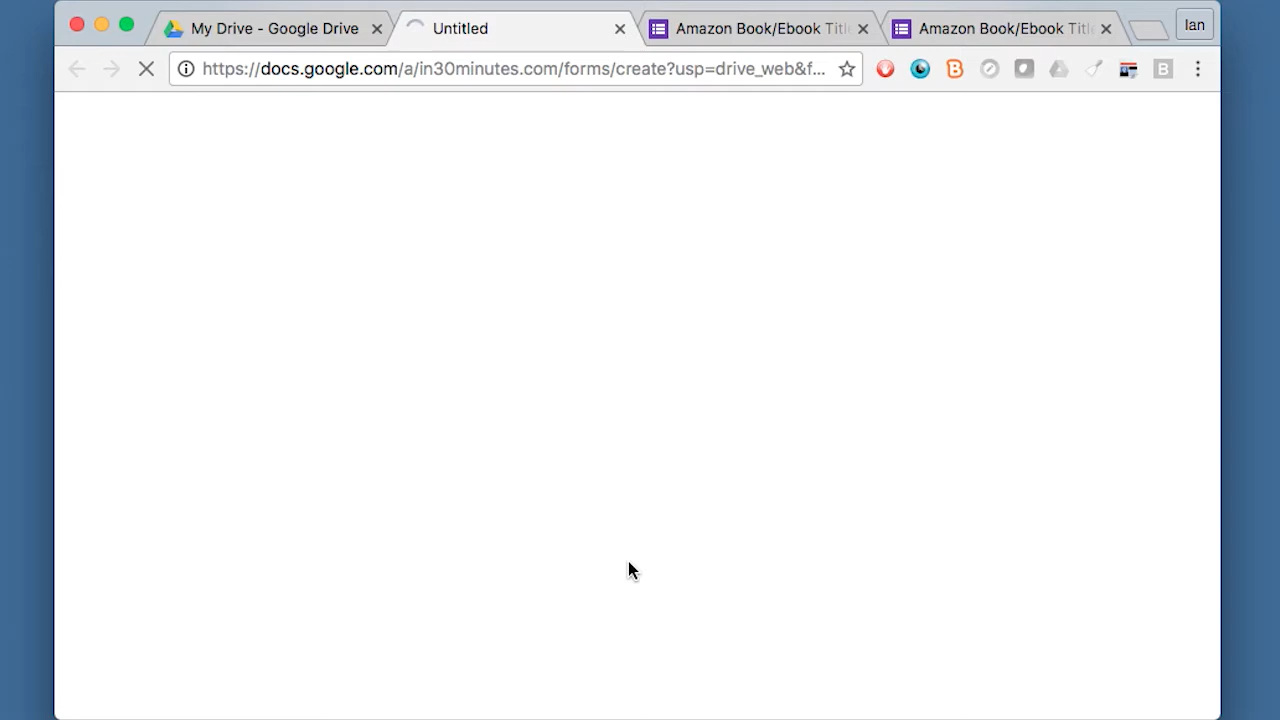 My Drive - Google Drive
Untitled
Amazon Book/Ebook Titl
Amazon Book/Ebook Titl
Ian
https://docs.google.com/a/in30minutes.com/forms/create?usp=drive_web&f...
B
B